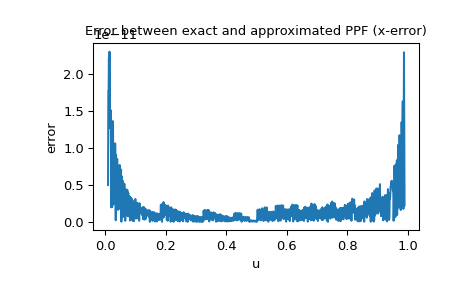 Error between exact and approximated PPF (x-error)
1e−11
2.0
1.5
1.0
0.5
0.0
error
0.0 0.2 0.4 0.6 0.8 1.0
u